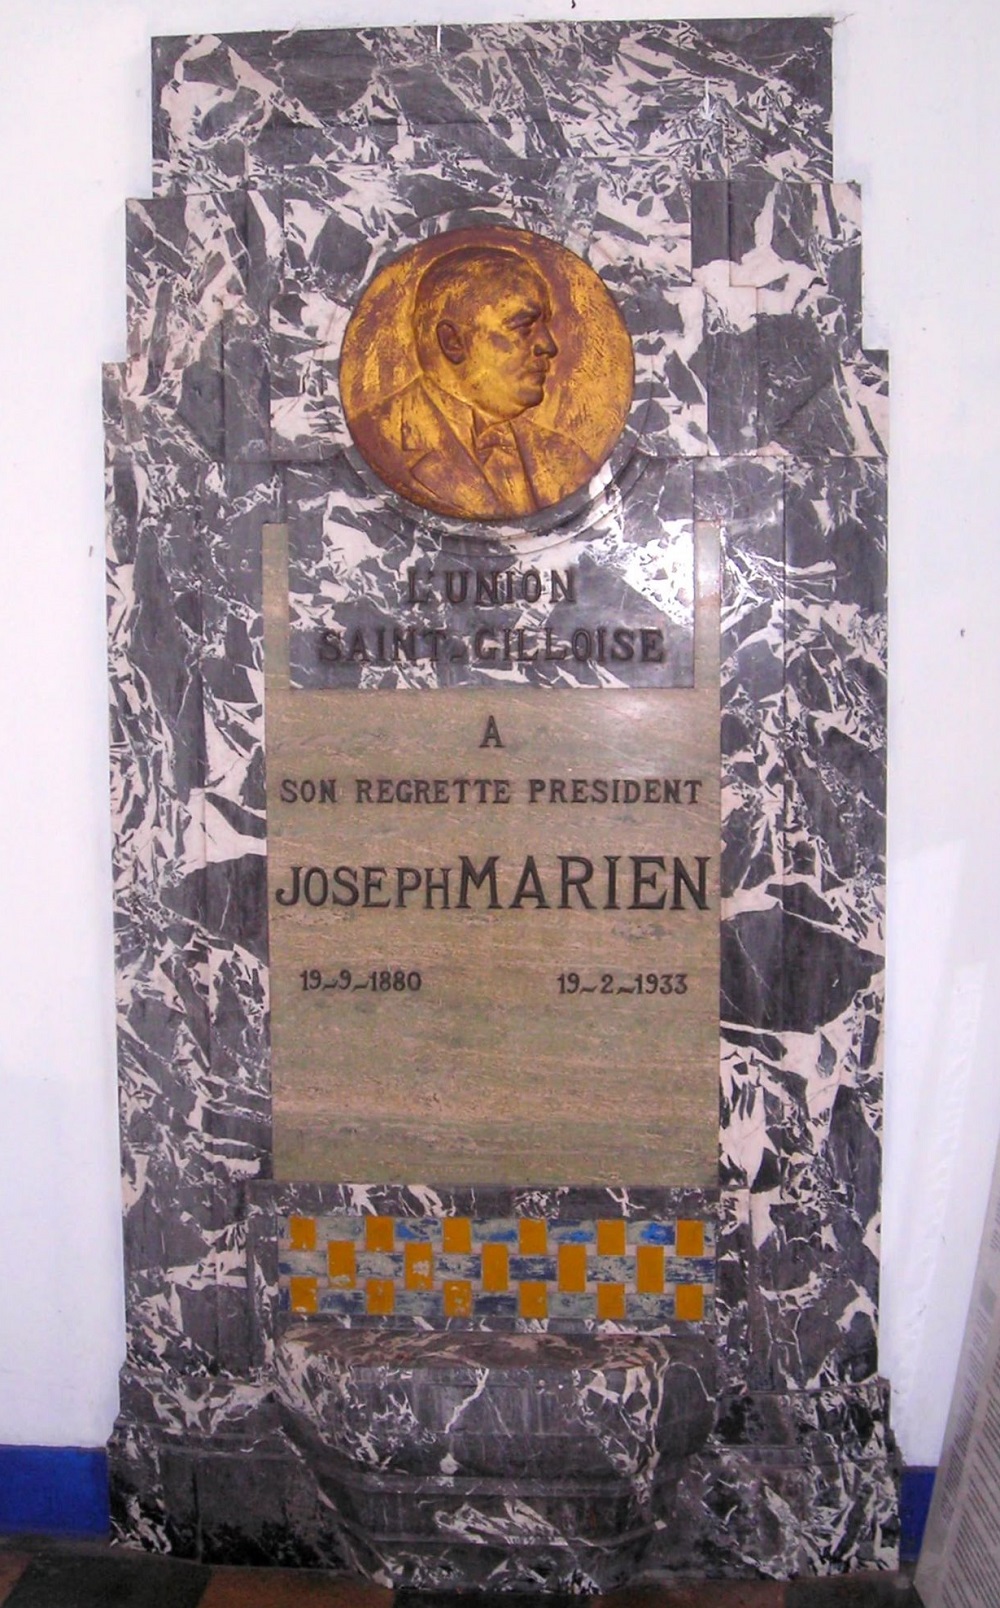 L'UNION
SAINT-GILLOISE
A
SON REGRETTE PRESIDENT
JOSEPH MARIEN
19-9-1880 19-2-1933